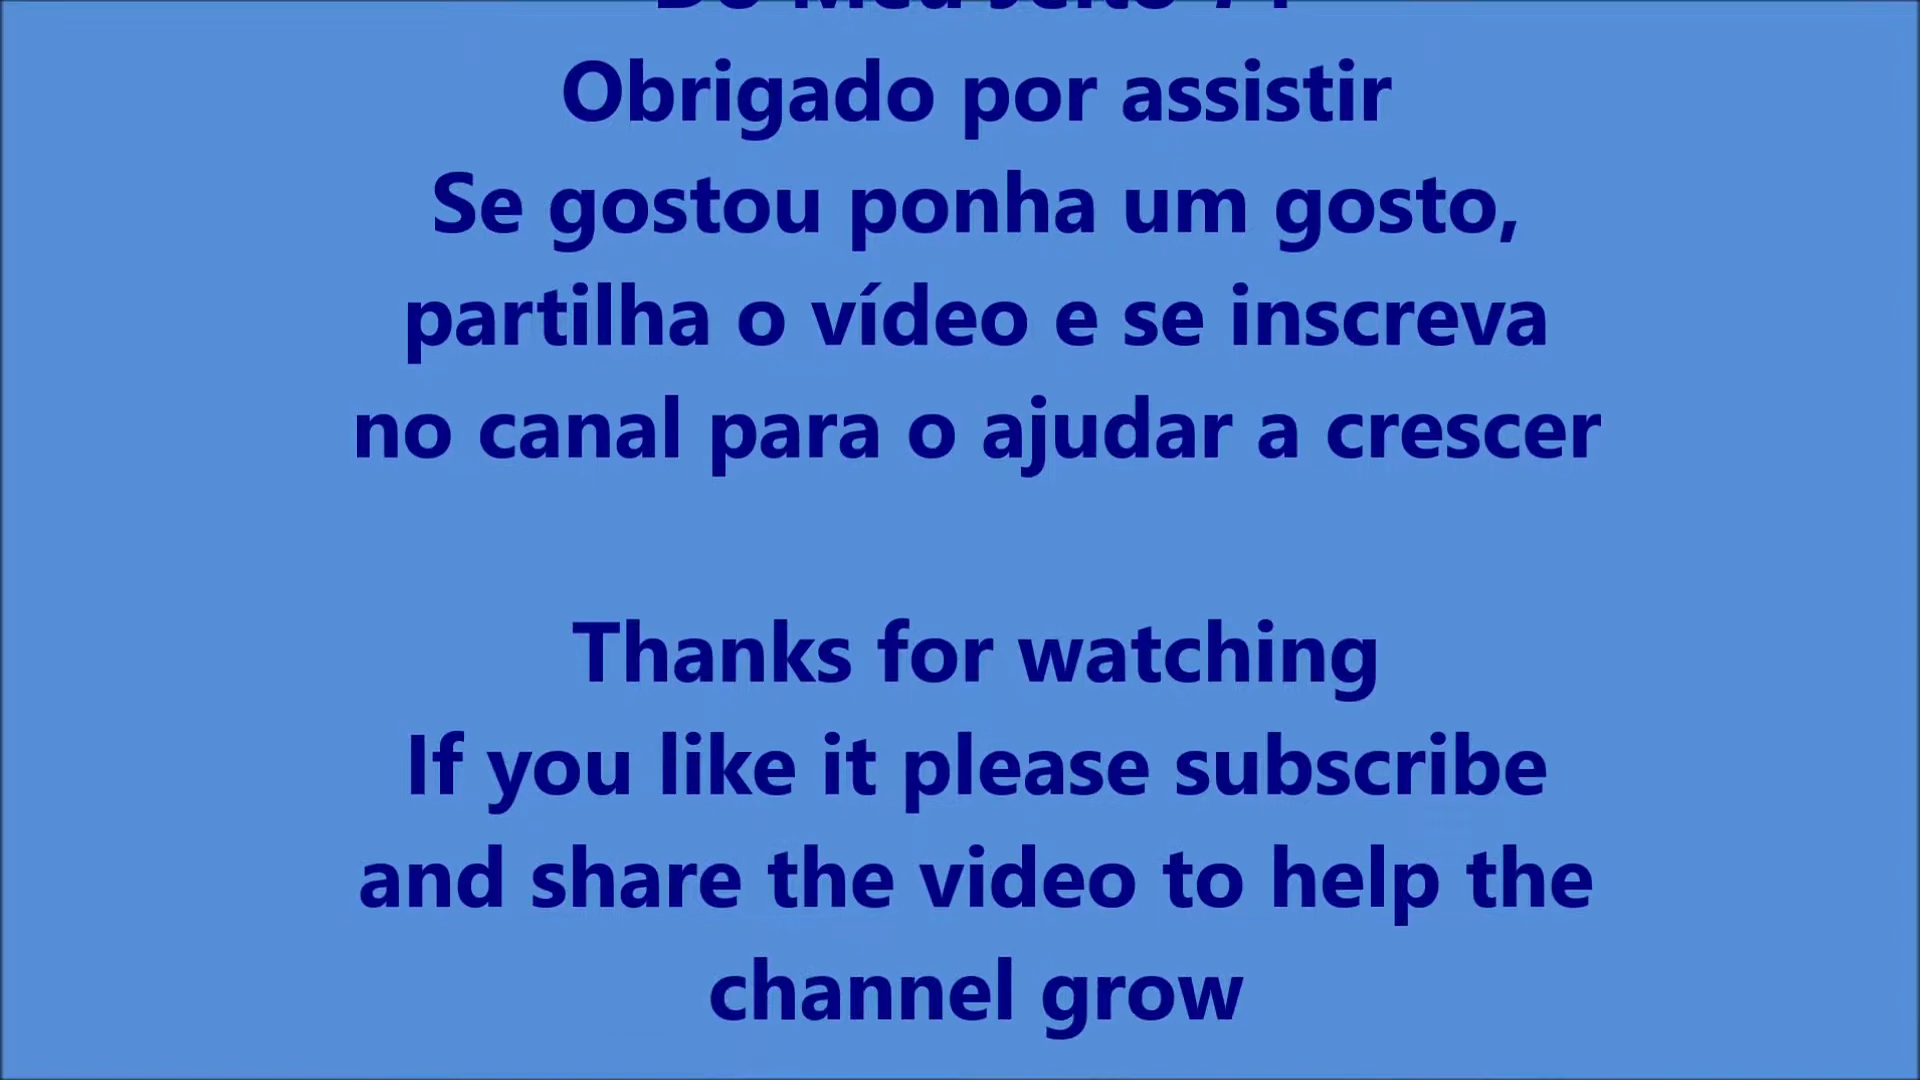 Obrigado por assistir
Se gostou ponha um gosto,
partilha o vídeo e se inscreva
no canal para o ajudar a crescer
Thanks for watching
If you like it please subscribe
and share the video to help the
channel grow